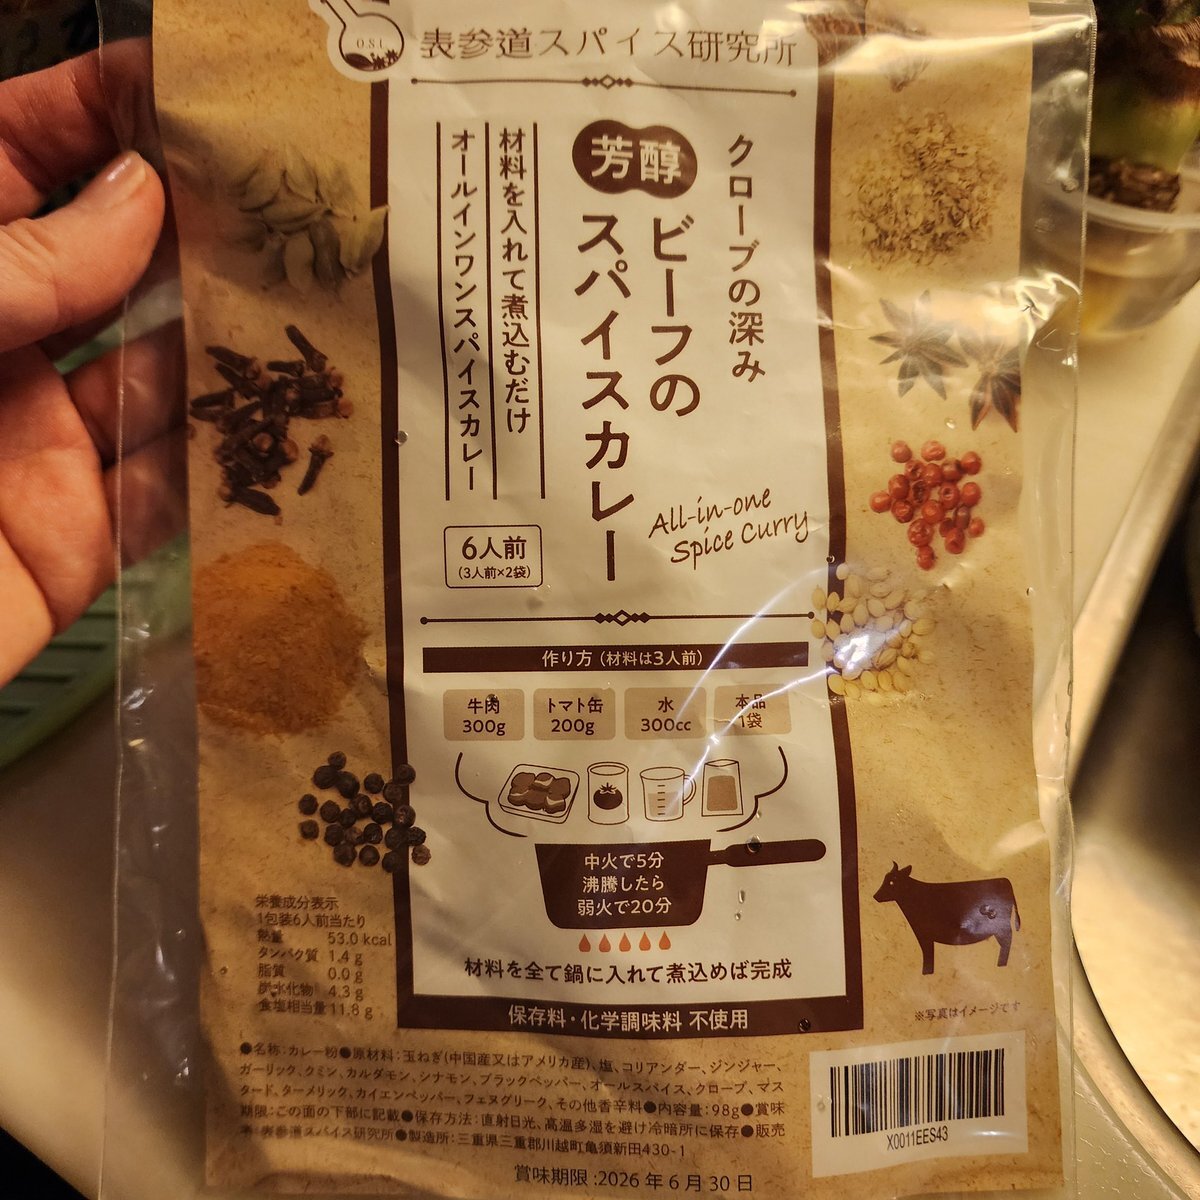 O.S.I.
表参道スパイス研究所
クローブの深み
芳醇
ビーフの
スパイスカレー
材料を入れて煮込むだけ
オールインワンスパイスカレー
All-in-one
Spice Curry
6人前
(3人前×2袋)
作り方 (材料は3人前)
牛肉
300g
トマト缶
200g
水
300cc
本品
1袋
中火で5分
沸騰したら
弱火で20分
材料を全て鍋に入れて煮込めば完成
保存料・化学調味料 不使用
※写真はイメージです
栄養成分表示
1包装6人前当たり
熱量 53.0 kcal
タンパク質 1.4 g
脂質 0.0 g
炭水化物 4.3 g
食塩相当量 11.8 g
●名称:カレー粉●原材料:玉ねぎ(中国産又はアメリカ産)、塩、コリアンダー、ジンジャー、
ガーリック、クミン、カルダモン、シナモン、ブラックペッパー、オールスパイス、クローブ、マス
タード、ターメリック、カイエンペッパー、フェヌグリーク、その他香辛料●内容量:98g●賞味
期限:この面の下部に記載●保存方法:直射日光、高温多湿を避け冷暗所に保存●販売
者:表参道スパイス研究所●製造所:三重県三重郡川越町亀須新田430-1
賞味期限:2026年6月30日
X0011EES43